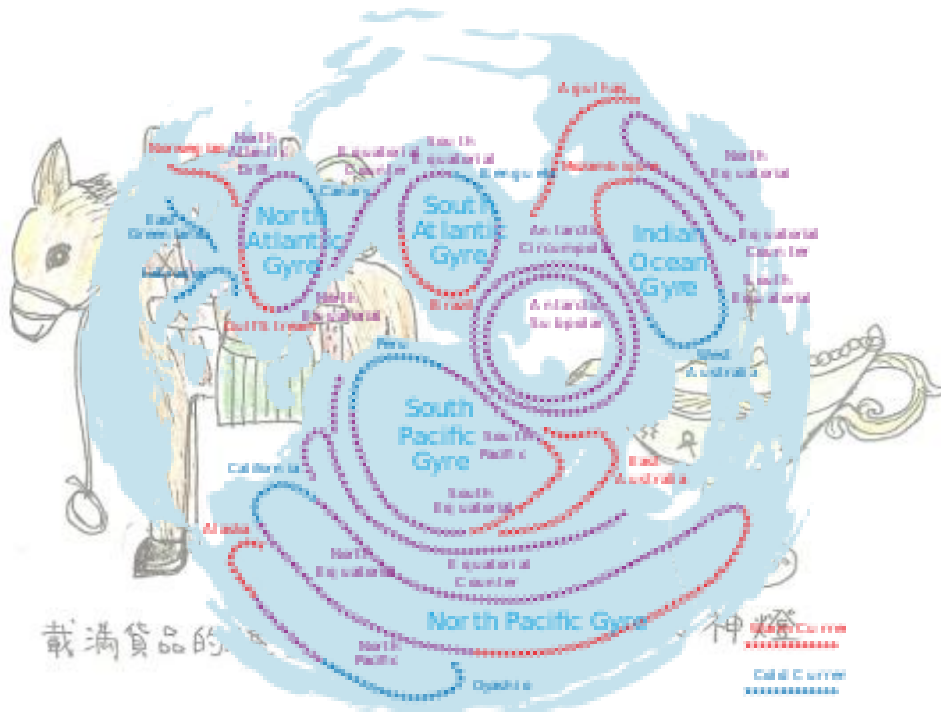 Agulhas
Norwegian
North
Atlantic
Drift
Equatorial
Counter
South
Equatorial
Benguela
Mozambique
North
Equatorial
Canary
East
Greenland
North
Atlantic
Gyre
South
Atlantic
Gyre
Antarctic
Circumpolar
Indian
Ocean
Gyre
Equatorial
Counter
South
Equatorial
North
Equatorial
Gulf Stream
Brazil
Antarctic
Subpolar
Peru
West
Australia
South
Pacific
Gyre
South
Pacific
California
East
Australia
South
Equatorial
Alaska
North
Equatorial
Equatorial
Counter
North Pacific Gyre
載滿貨品的
神燈
North
Pacific
Oyashio
Cold Curre